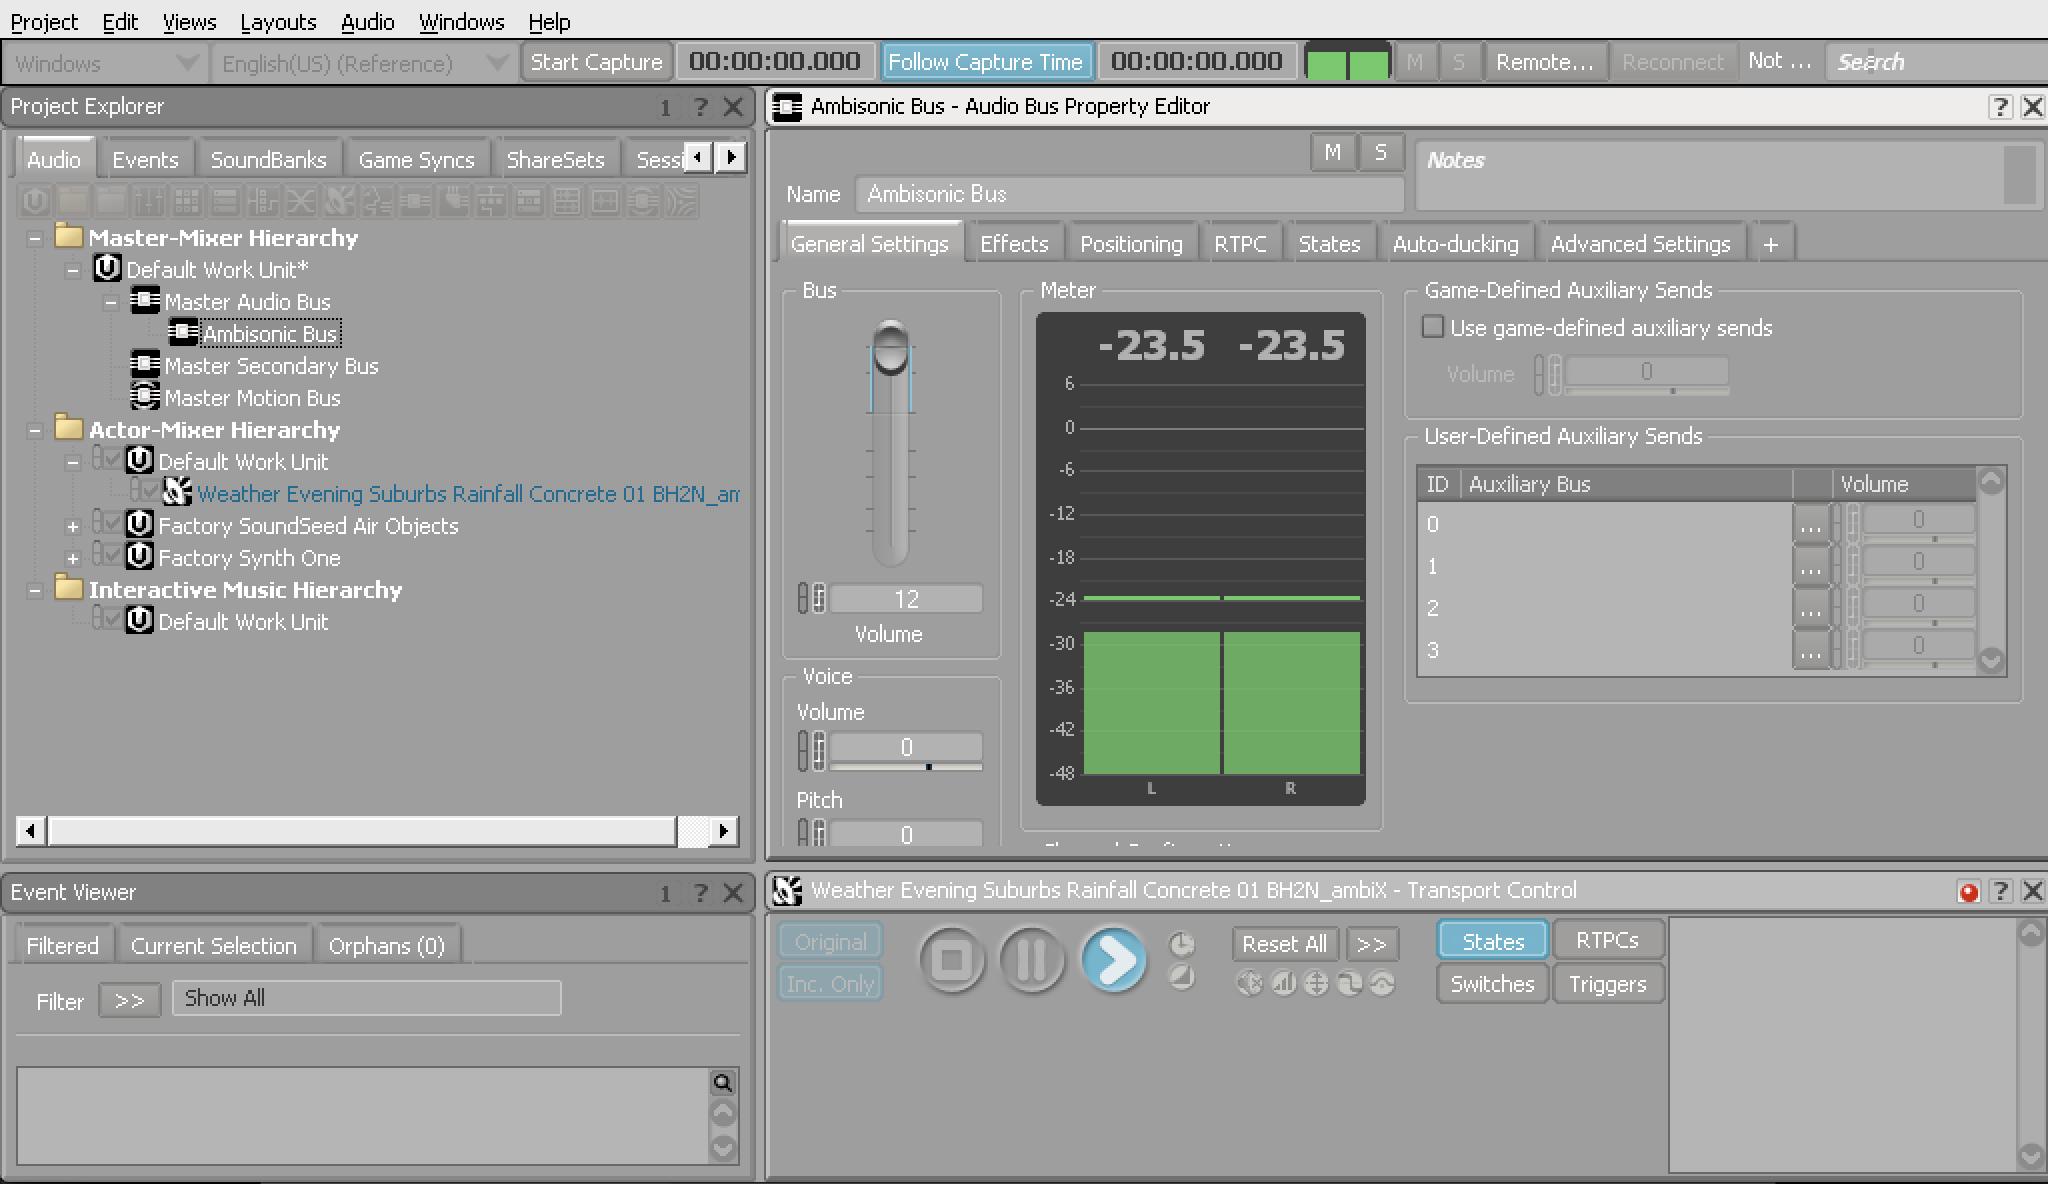 Project Edit Views Layouts Audio Windows Help
Windows English(US) (Reference) Start Capture 00:00:00.000 Follow Capture Time 00:00:00.000 M S Remote... Reconnect Not ... Search
Project Explorer 1 ?
Audio Events SoundBanks Game Syncs ShareSets Sessi
Master-Mixer Hierarchy
Default Work Unit*
Master Audio Bus
Ambisonic Bus
Master Secondary Bus
Master Motion Bus
Actor-Mixer Hierarchy
Default Work Unit
Weather Evening Suburbs Rainfall Concrete 01 BH2N_am
Factory SoundSeed Air Objects
Factory Synth One
Interactive Music Hierarchy
Default Work Unit
Ambisonic Bus - Audio Bus Property Editor ?
M S
Notes
Name Ambisonic Bus
General Settings Effects Positioning RTPC States Auto-ducking Advanced Settings +
Bus
12
Volume
Voice
Volume
0
Pitch
0
Meter
-23.5 -23.5
6
0
-6
-12
-18
-24
-30
-36
-42
-48
L R
Game-Defined Auxiliary Sends
Use game-defined auxiliary sends
Volume 0
User-Defined Auxiliary Sends
ID Auxiliary Bus Volume
0 ... 0
1 ... 0
2 ... 0
3 ... 0
Event Viewer 1 ?
Filtered Current Selection Orphans (0)
Filter >> Show All
Weather Evening Suburbs Rainfall Concrete 01 BH2N_ambiX - Transport Control ?
Original
Inc. Only
Reset All >>
States RTPCs
Switches Triggers